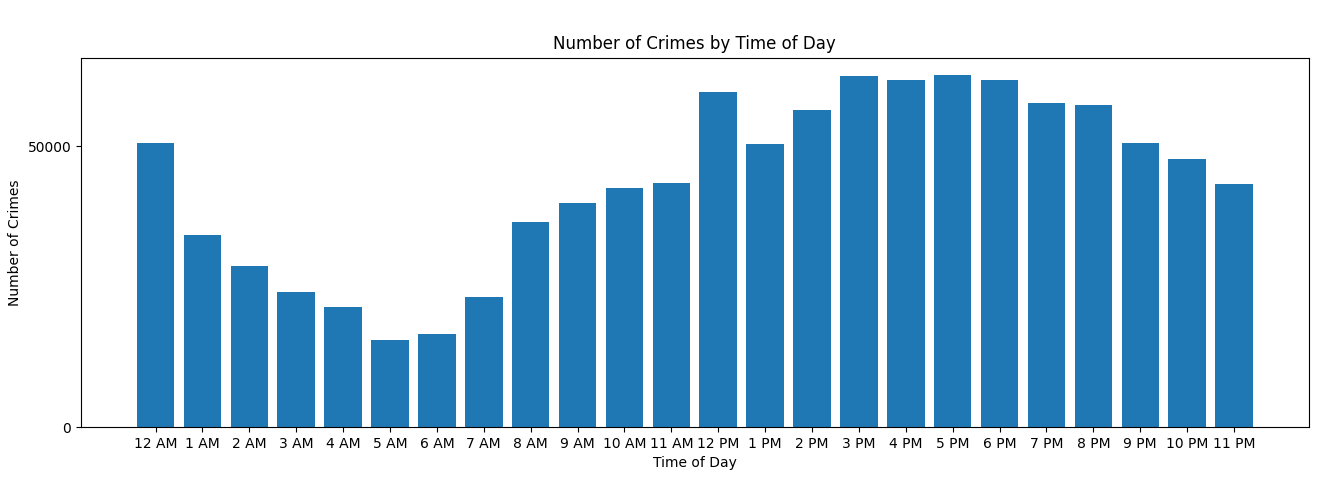 Number of Crimes by Time of Day
Number of Crimes
50000
0
12 AM 1 AM 2 AM 3 AM 4 AM 5 AM 6 AM 7 AM 8 AM 9 AM 10 AM 11 AM 12 PM 1 PM 2 PM 3 PM 4 PM 5 PM 6 PM 7 PM 8 PM 9 PM 10 PM 11 PM
Time of Day